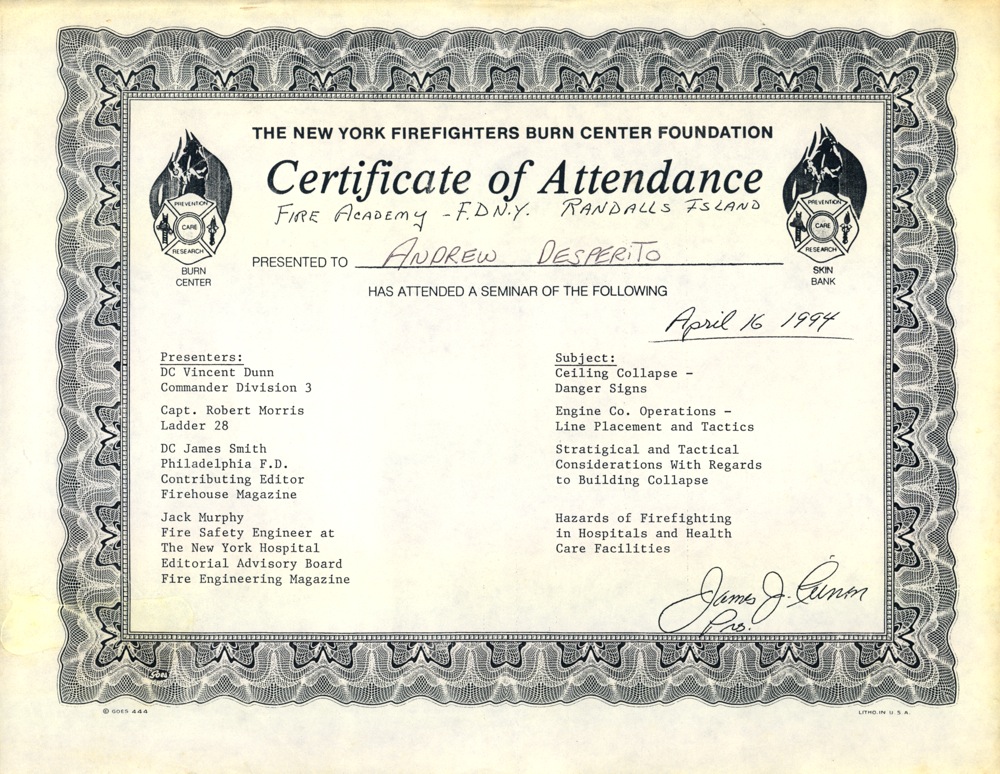 THE NEW YORK FIREFIGHTERS BURN CENTER FOUNDATION
Certificate of Attendance
FIRE ACADEMY - F.D.N.Y. RANDALLS ISLAND
PREVENTION
CARE
RESEARCH
BURN
CENTER
PREVENTION
CARE
RESEARCH
SKIN
BANK
PRESENTED TO ANDREW DESPERITO
HAS ATTENDED A SEMINAR OF THE FOLLOWING
April 16 1994
Presenters:
DC Vincent Dunn
Commander Division 3
Capt. Robert Morris
Ladder 28
DC James Smith
Philadelphia F.D.
Contributing Editor
Firehouse Magazine
Jack Murphy
Fire Safety Engineer at
The New York Hospital
Editorial Advisory Board
Fire Engineering Magazine
Subject:
Ceiling Collapse -
Danger Signs
Engine Co. Operations -
Line Placement and Tactics
Stratigical and Tactical
Considerations With Regards
to Building Collapse
Hazards of Firefighting
in Hospitals and Health
Care Facilities
James J.
GOES
© GOES 444
LITHO. IN U.S.A.